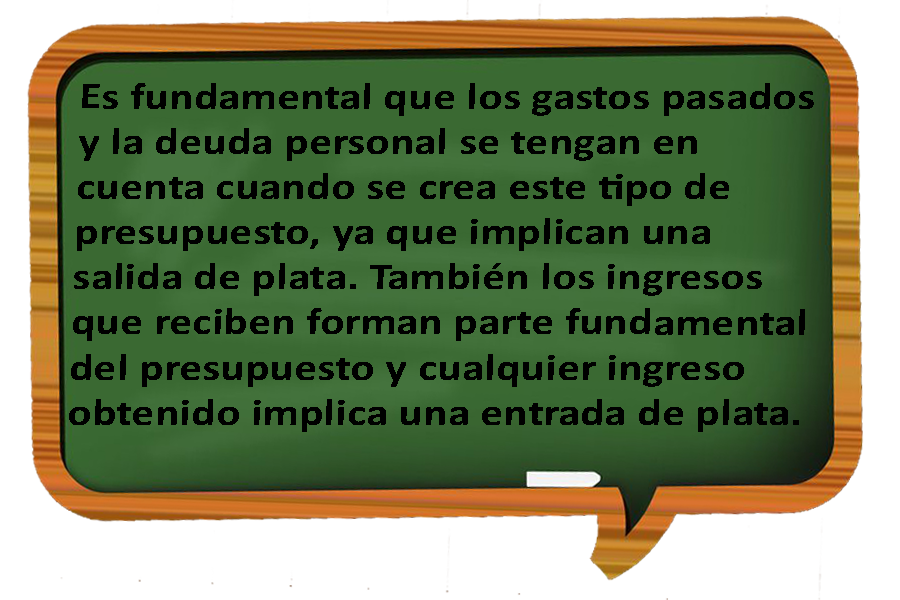 Es fundamental que los gastos pasados
y la deuda personal se tengan en
cuenta cuando se crea este tipo de
presupuesto, ya que implican una
salida de plata. También los ingresos
que reciben forman parte fundamental
del presupuesto y cualquier ingreso
obtenido implica una entrada de plata.